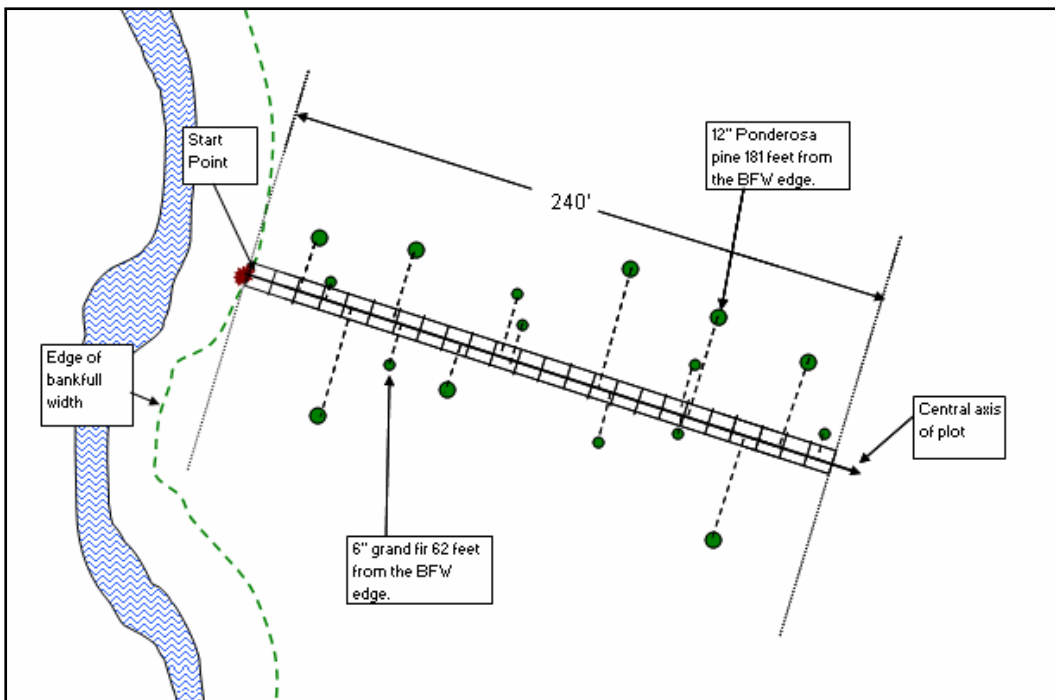 Start
Point
12" Ponderosa
pine 181 feet from
the BFW edge.
240'
Edge of
bankfull
width
Central axis
of plot
6" grand fir 62 feet
from the BFW
edge.